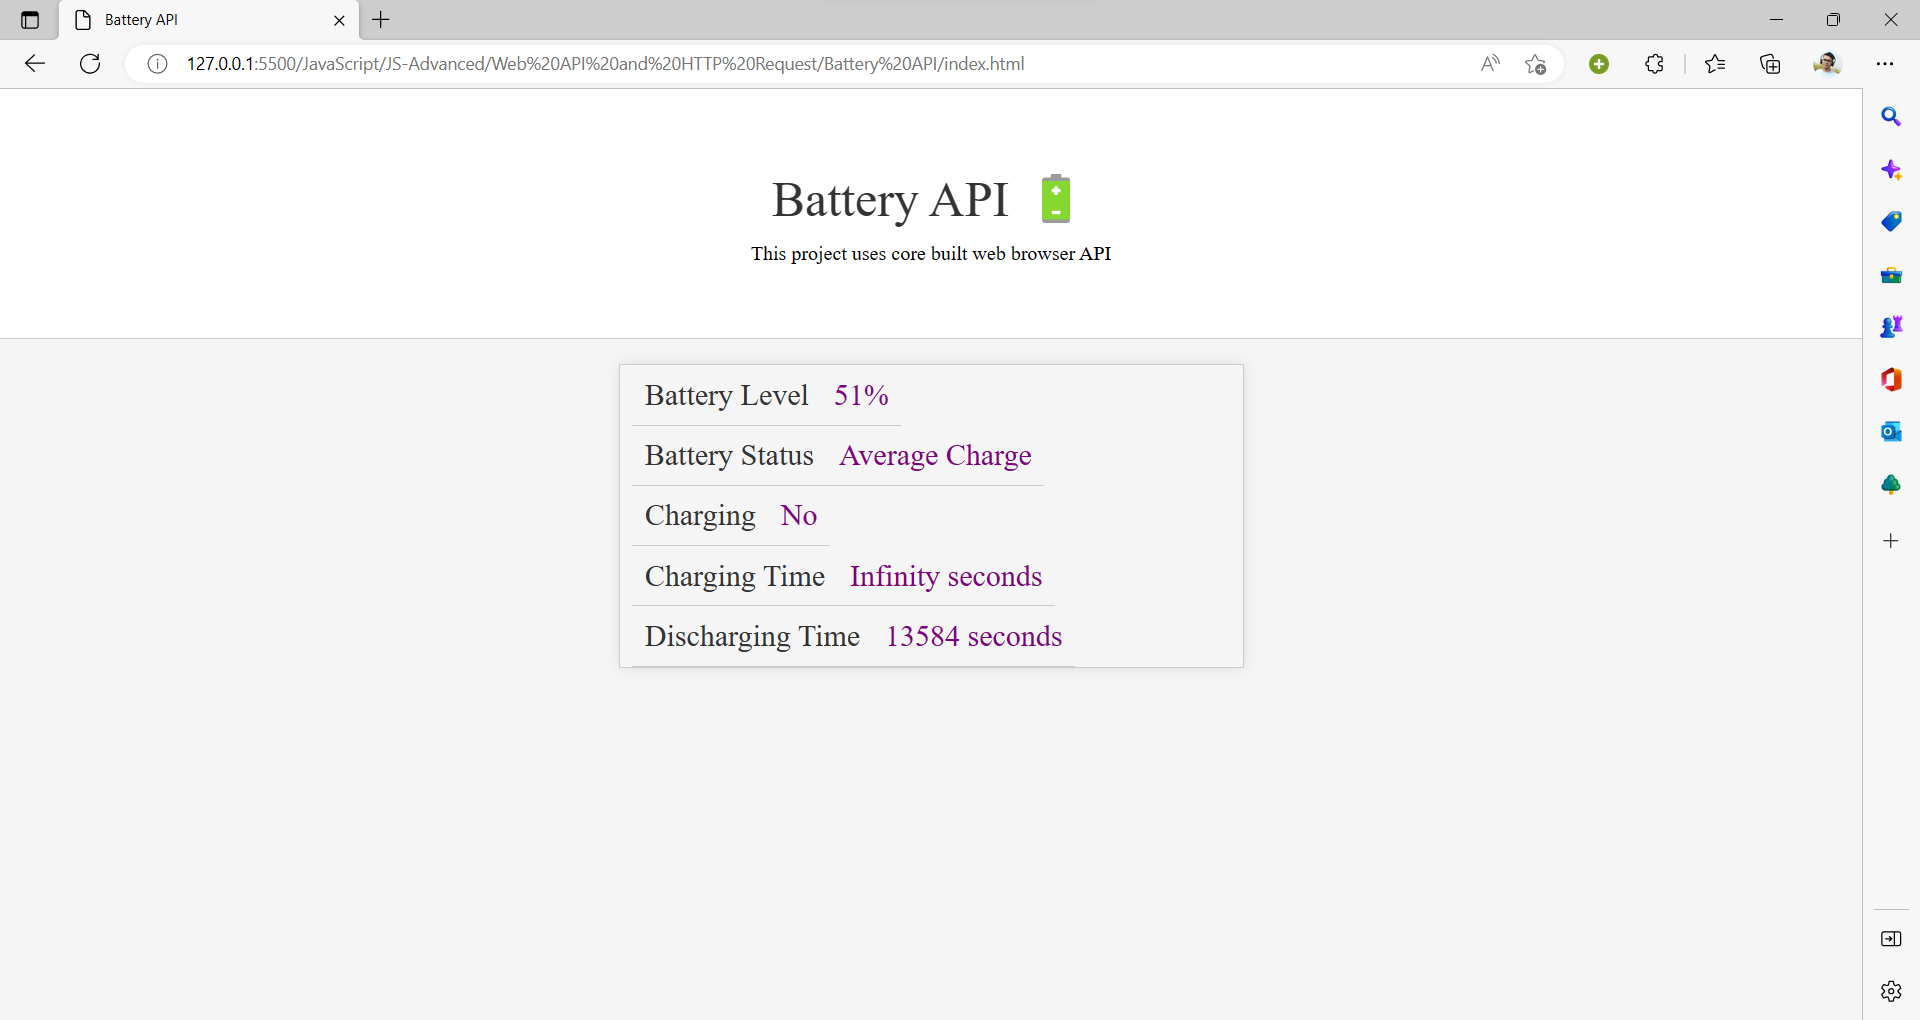 Battery API
127.0.0.1:5500/JavaScript/JS-Advanced/Web%20API%20and%20HTTP%20Request/Battery%20API/index.html
Battery API
This project uses core built web browser API
Battery Level 51%
Battery Status Average Charge
Charging No
Charging Time Infinity seconds
Discharging Time 13584 seconds